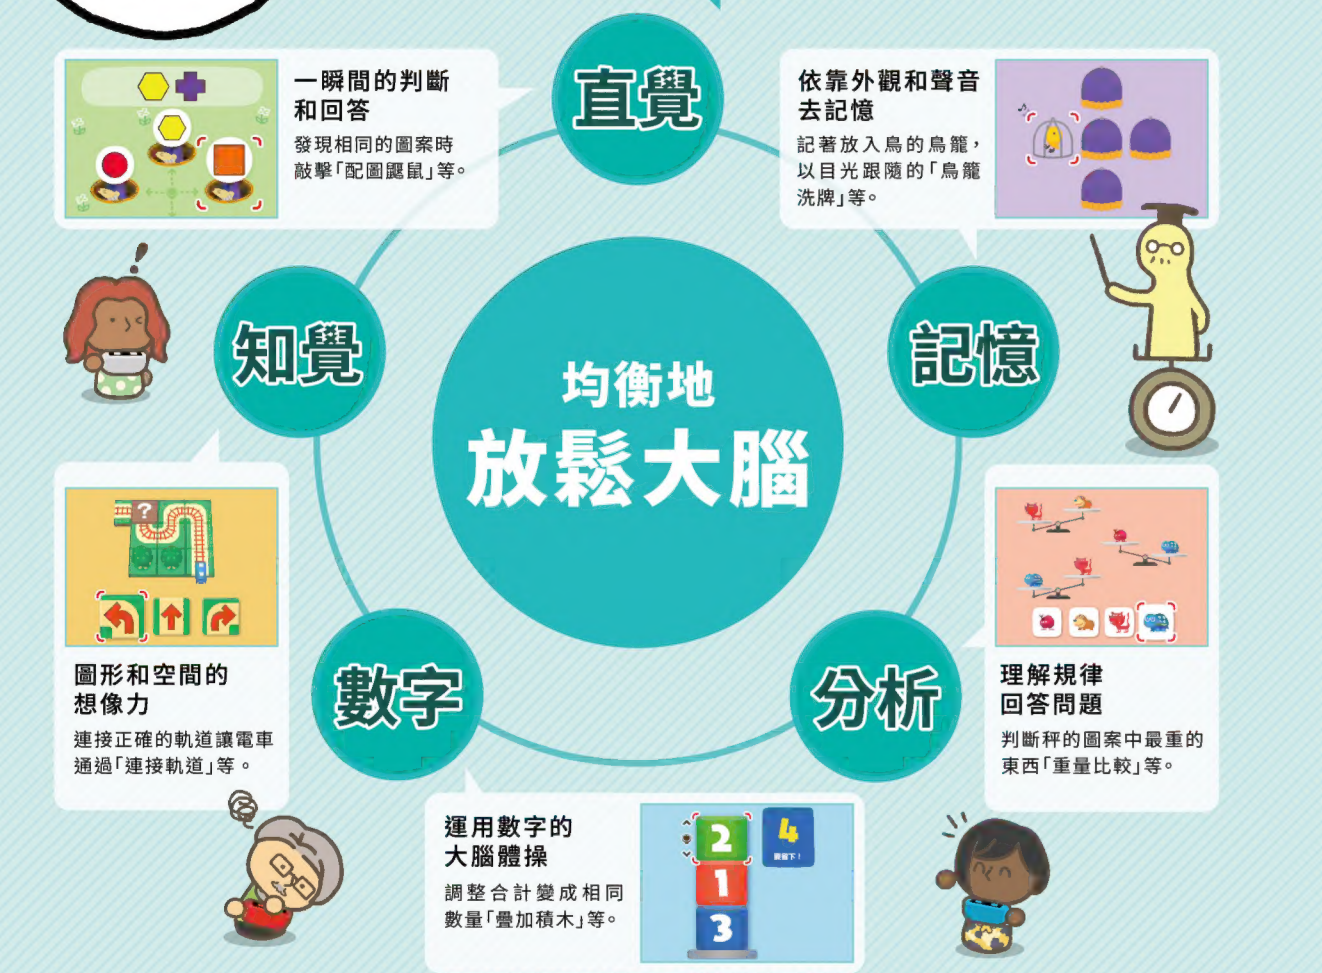 直覺
一瞬間的判斷
和回答
發現相同的圖案時
敲擊「配圖鼴鼠」等。
依靠外觀和聲音
去記憶
記著放入鳥的鳥籠，
以目光跟隨的「鳥籠
洗牌」等。
知覺
記憶
均衡地
放鬆大腦
?
圖形和空間的
想像力
連接正確的軌道讓電車
通過「連接軌道」等。
數字
分析
理解規律
回答問題
判斷秤的圖案中最重的
東西「重量比較」等。
運用數字的
大腦體操
調整合計變成相同
數量「疊加積木」等。
2
4
1
3